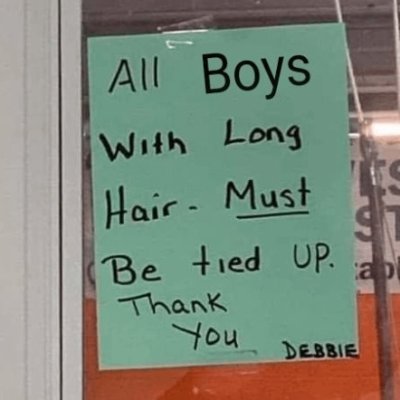 All Boys
With Long
Hair- Must
Be tied UP.
Thank
You
DEBBIE